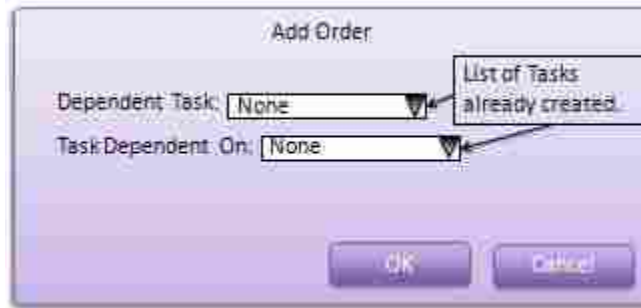 Add Order
List of Tasks
already created.
Dependent Task: None
Task Dependent On: None
OK
Cancel